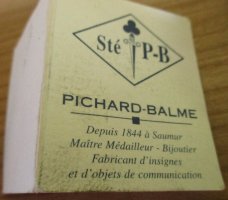 Sté P-B
PICHARD-BALME
Depuis 1844 à Saumur
Maître Médailleur - Bijoutier
Fabricant d'insignes
et d'objets de communication